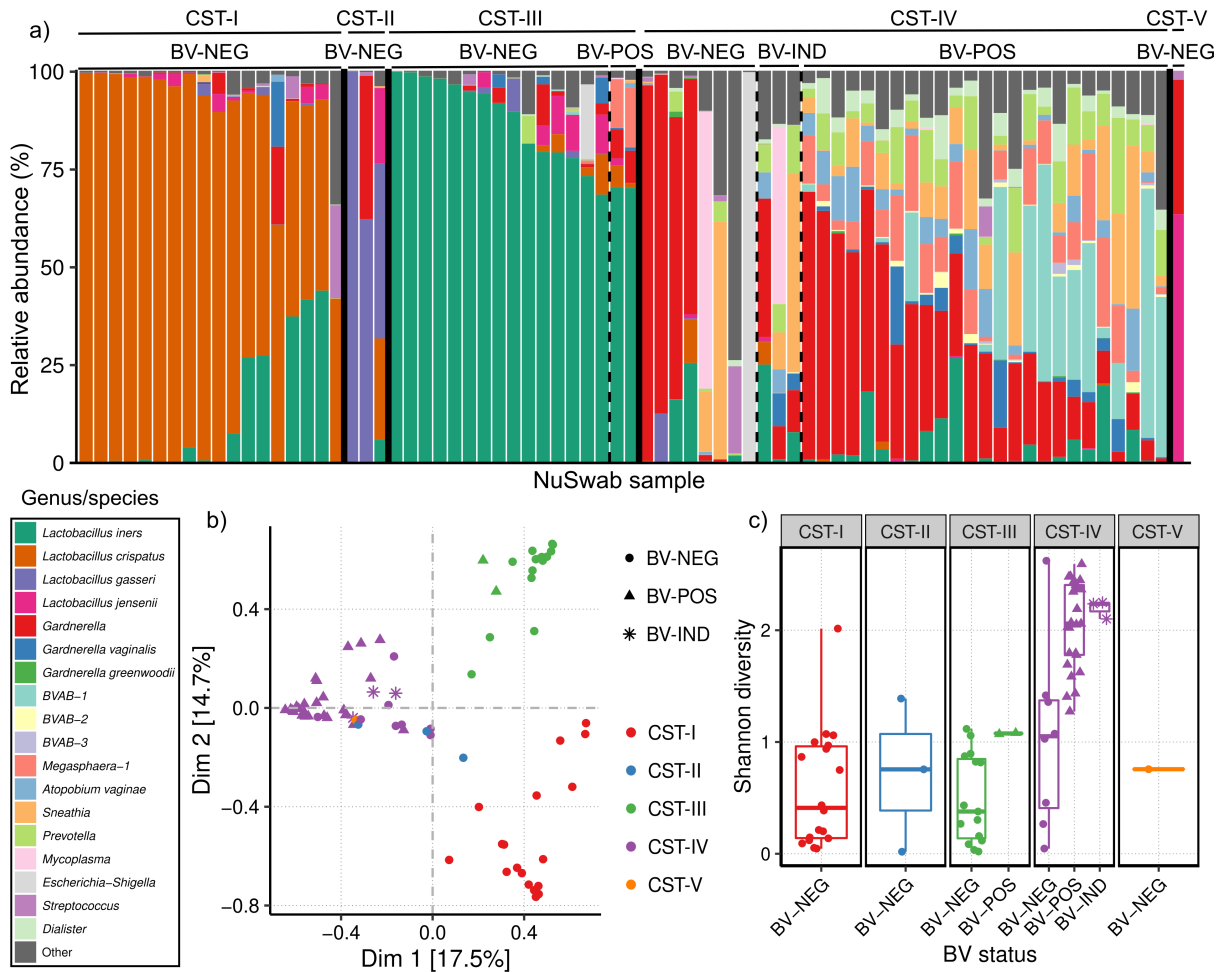 CST-I CST-II CST-III CST-IV CST-V
a)
BV-NEG BV-NEG BV-NEG BV-POS BV-NEG BV-IND BV-POS BV-NEG
100
75
50
25
0
Relative abundance (%)
NuSwab sample
Genus/species
Lactobacillus iners
Lactobacillus crispatus
Lactobacillus gasseri
Lactobacillus jensenii
Gardnerella
Gardnerella vaginalis
Gardnerella greenwoodii
BVAB−1
BVAB−2
BVAB−3
Megasphaera−1
Atopobium vaginae
Sneathia
Prevotella
Mycoplasma
Escherichia−Shigella
Streptococcus
Dialister
Other
b)
0.4
0.0
−0.4
−0.8
Dim 2 [14.7%]
−0.4 0.0 0.4
Dim 1 [17.5%]
BV-NEG
BV-POS
BV-IND
CST-I
CST-II
CST-III
CST-IV
CST-V
c)
CST-I CST-II CST-III CST-IV CST-V
2
1
0
Shannon diversity
BV−NEG BV−NEG BV−NEG BV−POS BV−NEG BV−POS BV−IND BV−NEG
BV status